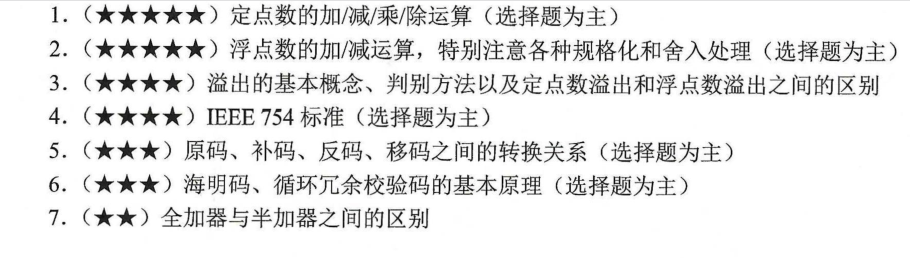 1.（★★★★★）定点数的加/减/乘/除运算（选择题为主）
2.（★★★★★）浮点数的加/减运算，特别注意各种规格化和舍入处理（选择题为主）
3.（★★★★）溢出的基本概念、判别方法以及定点数溢出和浮点数溢出之间的区别
4.（★★★★）IEEE 754 标准（选择题为主）
5.（★★★）原码、补码、反码、移码之间的转换关系（选择题为主）
6.（★★★）海明码、循环冗余校验码的基本原理（选择题为主）
7.（★★）全加器与半加器之间的区别